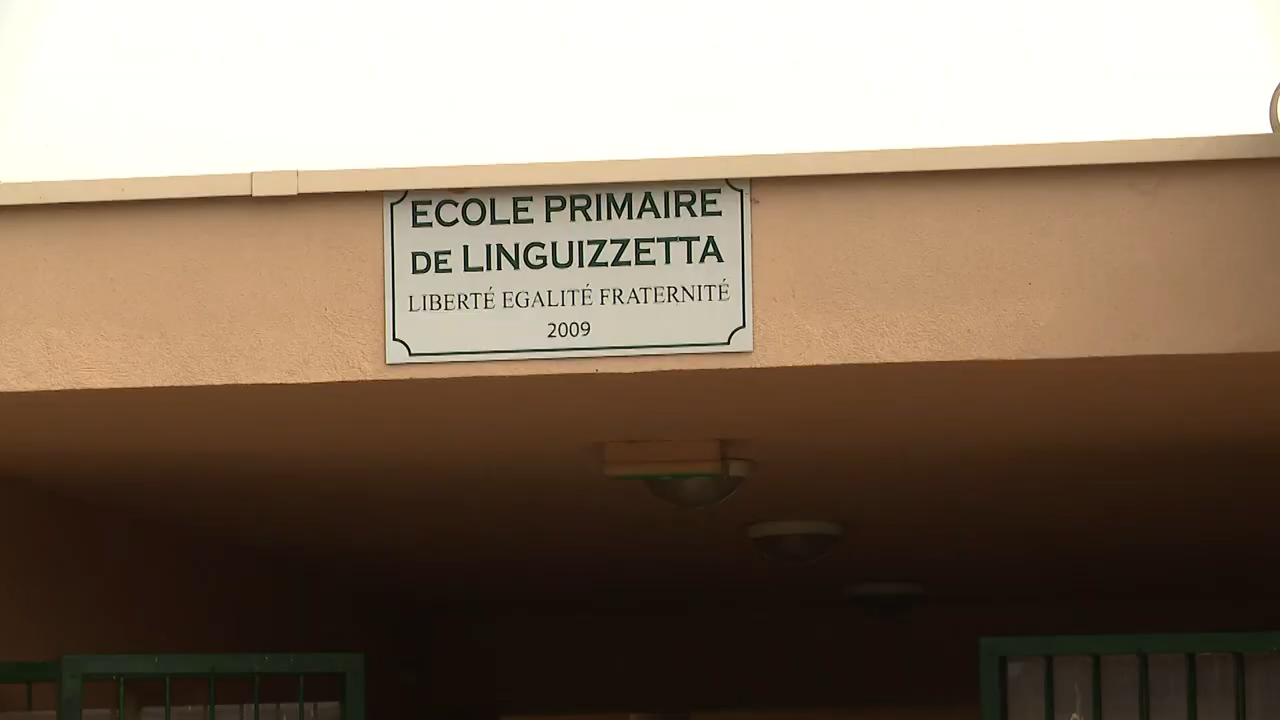 ECOLE PRIMAIRE
DE LINGUIZZETTA
LIBERTÉ EGALITÉ FRATERNITÉ
2009